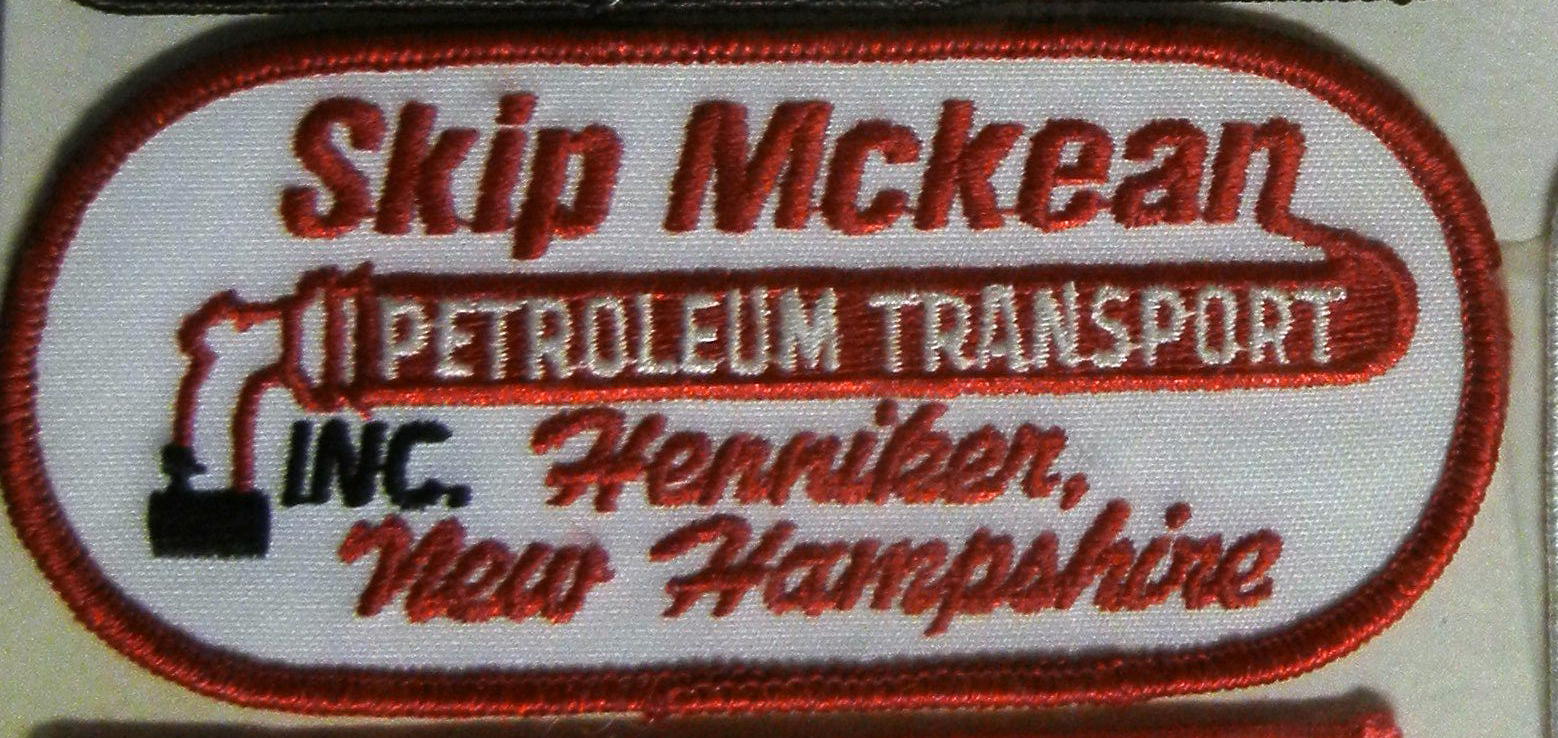 Skip Mckean
PETROLEUM TRANSPORT
INC. Henniker,
New Hampshire